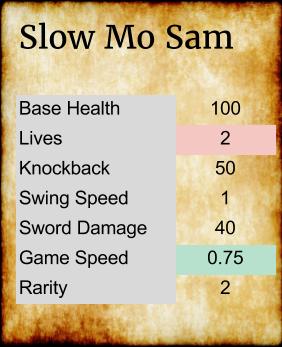 Slow Mo Sam
Base Health 100
Lives 2
Knockback 50
Swing Speed 1
Sword Damage 40
Game Speed 0.75
Rarity 2